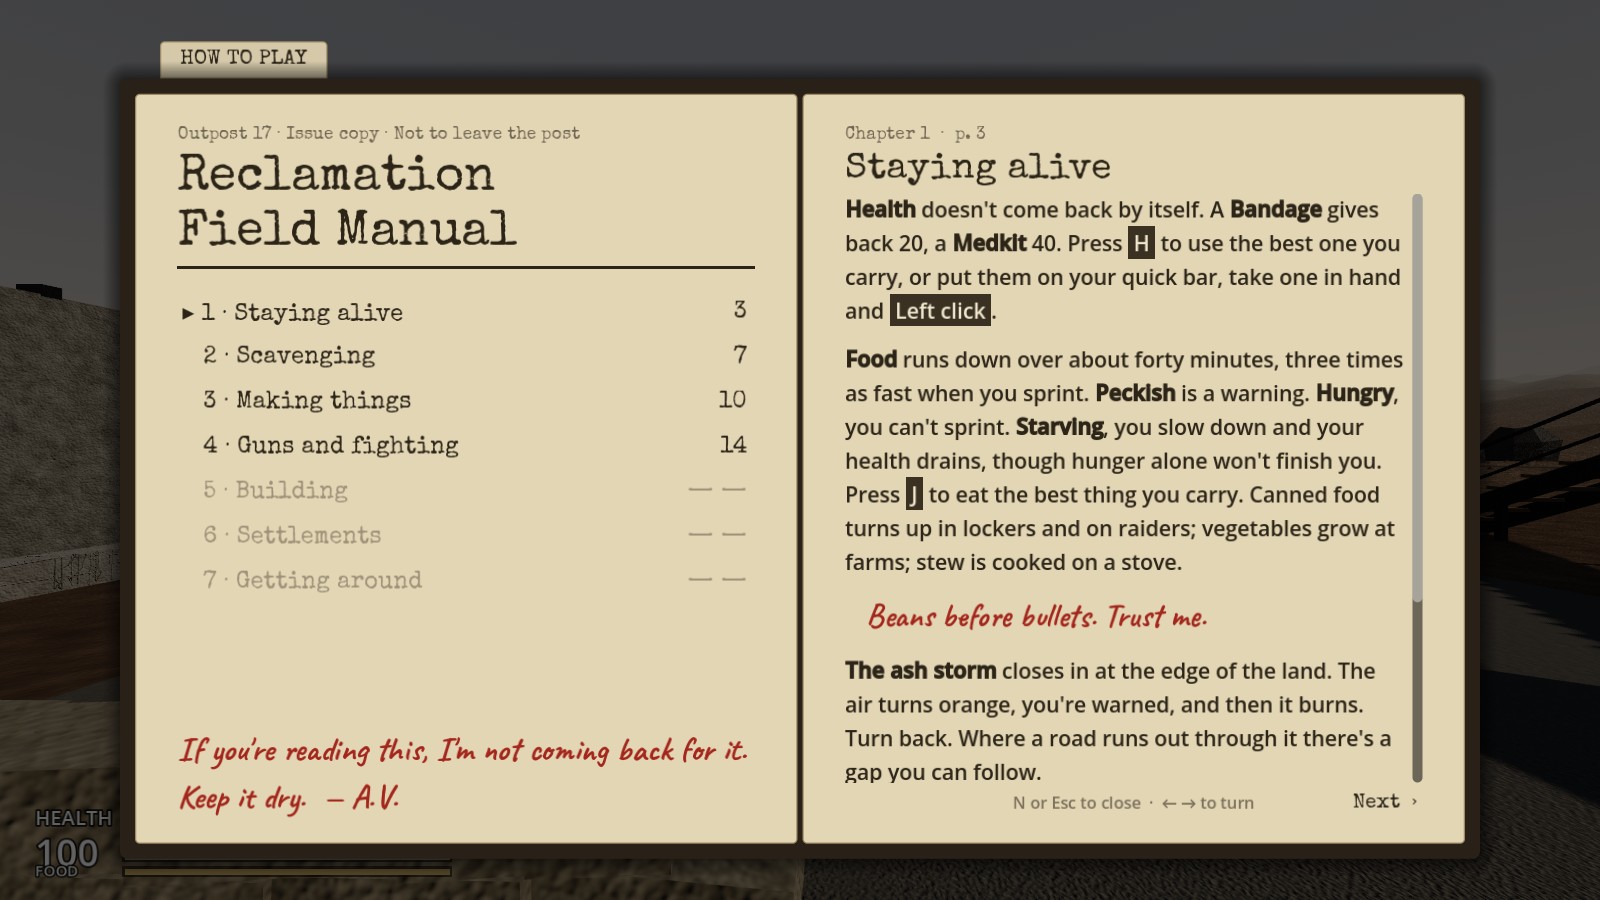 HOW TO PLAY
Outpost 17 · Issue copy · Not to leave the post
Reclamation
Field Manual
▸ 1 · Staying alive 3
2 · Scavenging 7
3 · Making things 10
4 · Guns and fighting 14
5 · Building — —
6 · Settlements — —
7 · Getting around — —
If you're reading this, I'm not coming back for it.
Keep it dry. — A.V.
Chapter 1 · p. 3
Staying alive
Health doesn't come back by itself. A Bandage gives
back 20, a Medkit 40. Press H to use the best one you
carry, or put them on your quick bar, take one in hand
and Left click.
Food runs down over about forty minutes, three times
as fast when you sprint. Peckish is a warning. Hungry,
you can't sprint. Starving, you slow down and your
health drains, though hunger alone won't finish you.
Press J to eat the best thing you carry. Canned food
turns up in lockers and on raiders; vegetables grow at
farms; stew is cooked on a stove.
Beans before bullets. Trust me.
The ash storm closes in at the edge of the land. The
air turns orange, you're warned, and then it burns.
Turn back. Where a road runs out through it there's a
gap you can follow.
N or Esc to close · ← → to turn
Next ›
HEALTH
100
FOOD